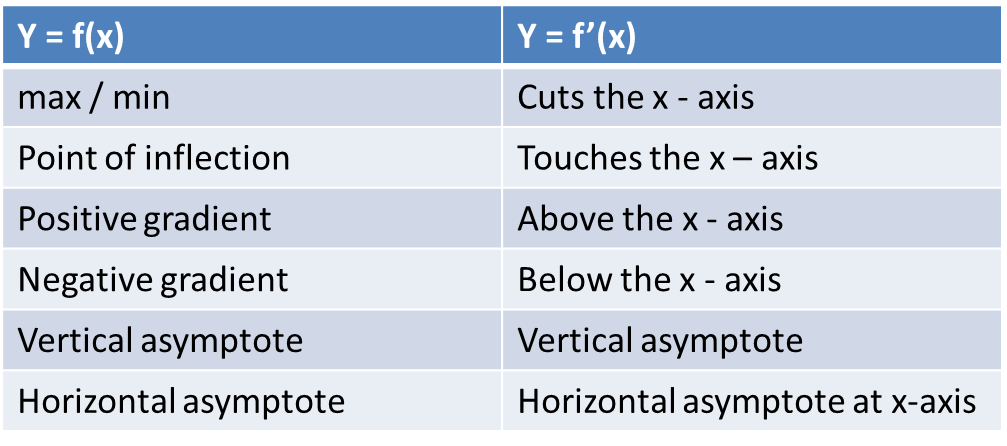 Y = f(x) Y = f’(x)
max / min Cuts the x - axis
Point of inflection Touches the x – axis
Positive gradient Above the x - axis
Negative gradient Below the x - axis
Vertical asymptote Vertical asymptote
Horizontal asymptote Horizontal asymptote at x-axis